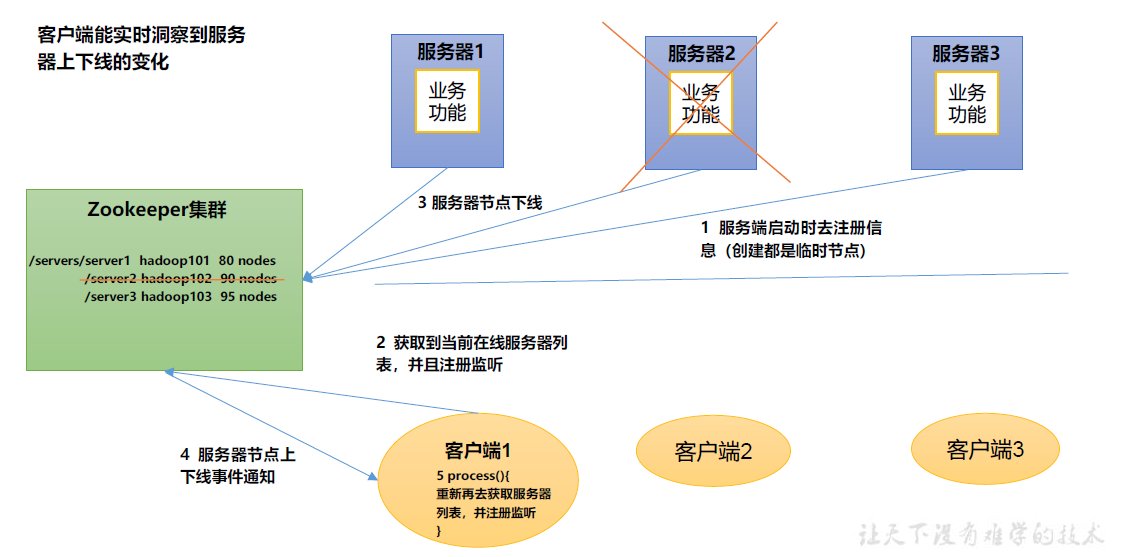 客户端能实时洞察到服务
器上下线的变化
服务器1
业务
功能
服务器2
业务
功能
服务器3
业务
功能
3 服务器节点下线
1 服务端启动时去注册信
息（创建都是临时节点）
Zookeeper集群
/servers/server1 hadoop101 80 nodes
/server2 hadoop102 90 nodes
/server3 hadoop103 95 nodes
2 获取到当前在线服务器列
表，并且注册监听
4 服务器节点上
下线事件通知
客户端1
5 process(){
重新再去获取服务器
列表，并注册监听
}
客户端2
客户端3
让天下没有难学的技术